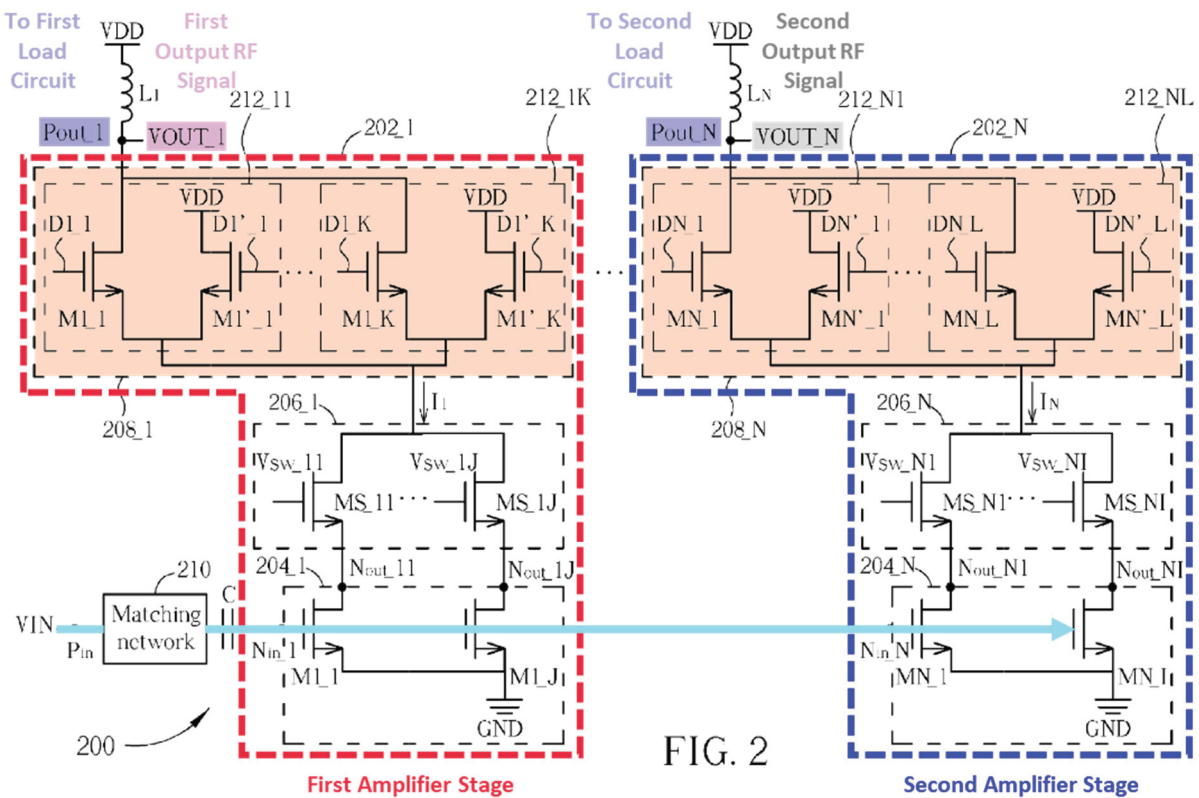 To First
Load
Circuit
VDD
First
Output RF
Signal
L1
212_11
212_1K
Pout_1
VOUT_1
202_1
VDD
VDD
D1_1
D1'_1
D1_K
D1'_K
M1_1
M1'_1
M1_K
M1'_K
208_1
206_1
I1
VSW_11
VSW_1J
MS_11
MS_1J
210
204_1
Nout_11
Nout_1J
VIN
Pin
Matching
network
C
Nin_1
M1_1
M1_J
GND
200
First Amplifier Stage
To Second
Load
Circuit
VDD
Second
Output RF
Signal
LN
212_N1
212_NL
Pout_N
VOUT_N
202_N
VDD
VDD
DN_1
DN'_1
DN_L
DN'_L
MN_1
MN'_1
MN_L
MN'_L
208_N
206_N
IN
VSW_N1
VSW_NI
MS_N1
MS_NI
204_N
Nout_N1
Nout_NI
Nin_N
MN_1
MN_I
GND
FIG. 2
Second Amplifier Stage